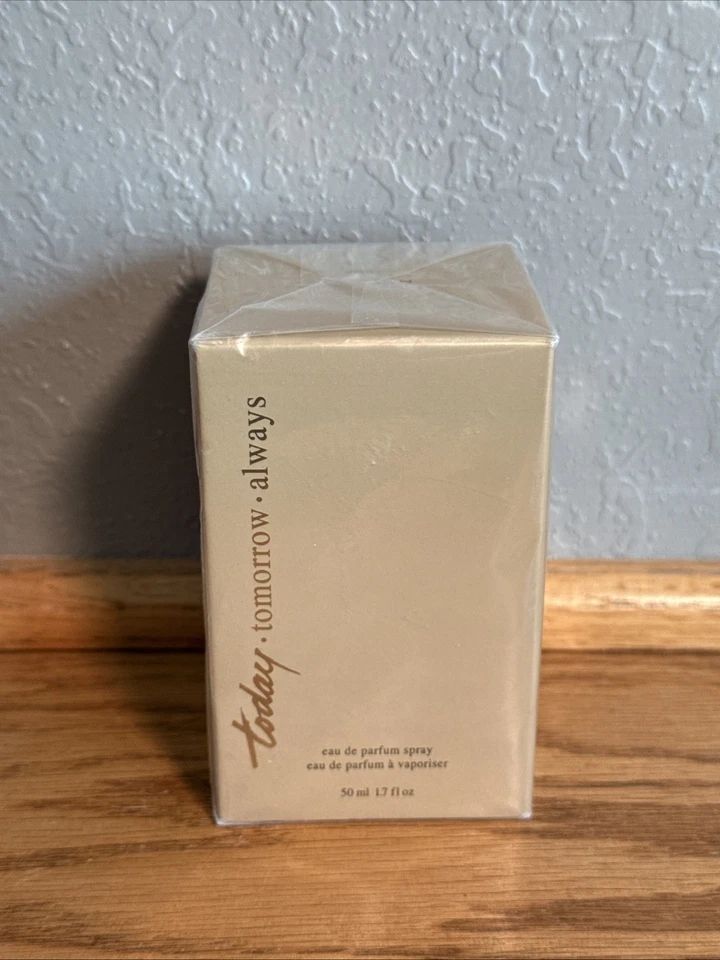 today · tomorrow · always
eau de parfum spray
eau de parfum à vaporiser
50 ml 1.7 fl oz